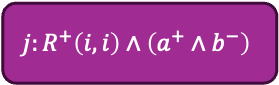 j: R⁺(i, i) ∧ (a⁺ ∧ b⁻)